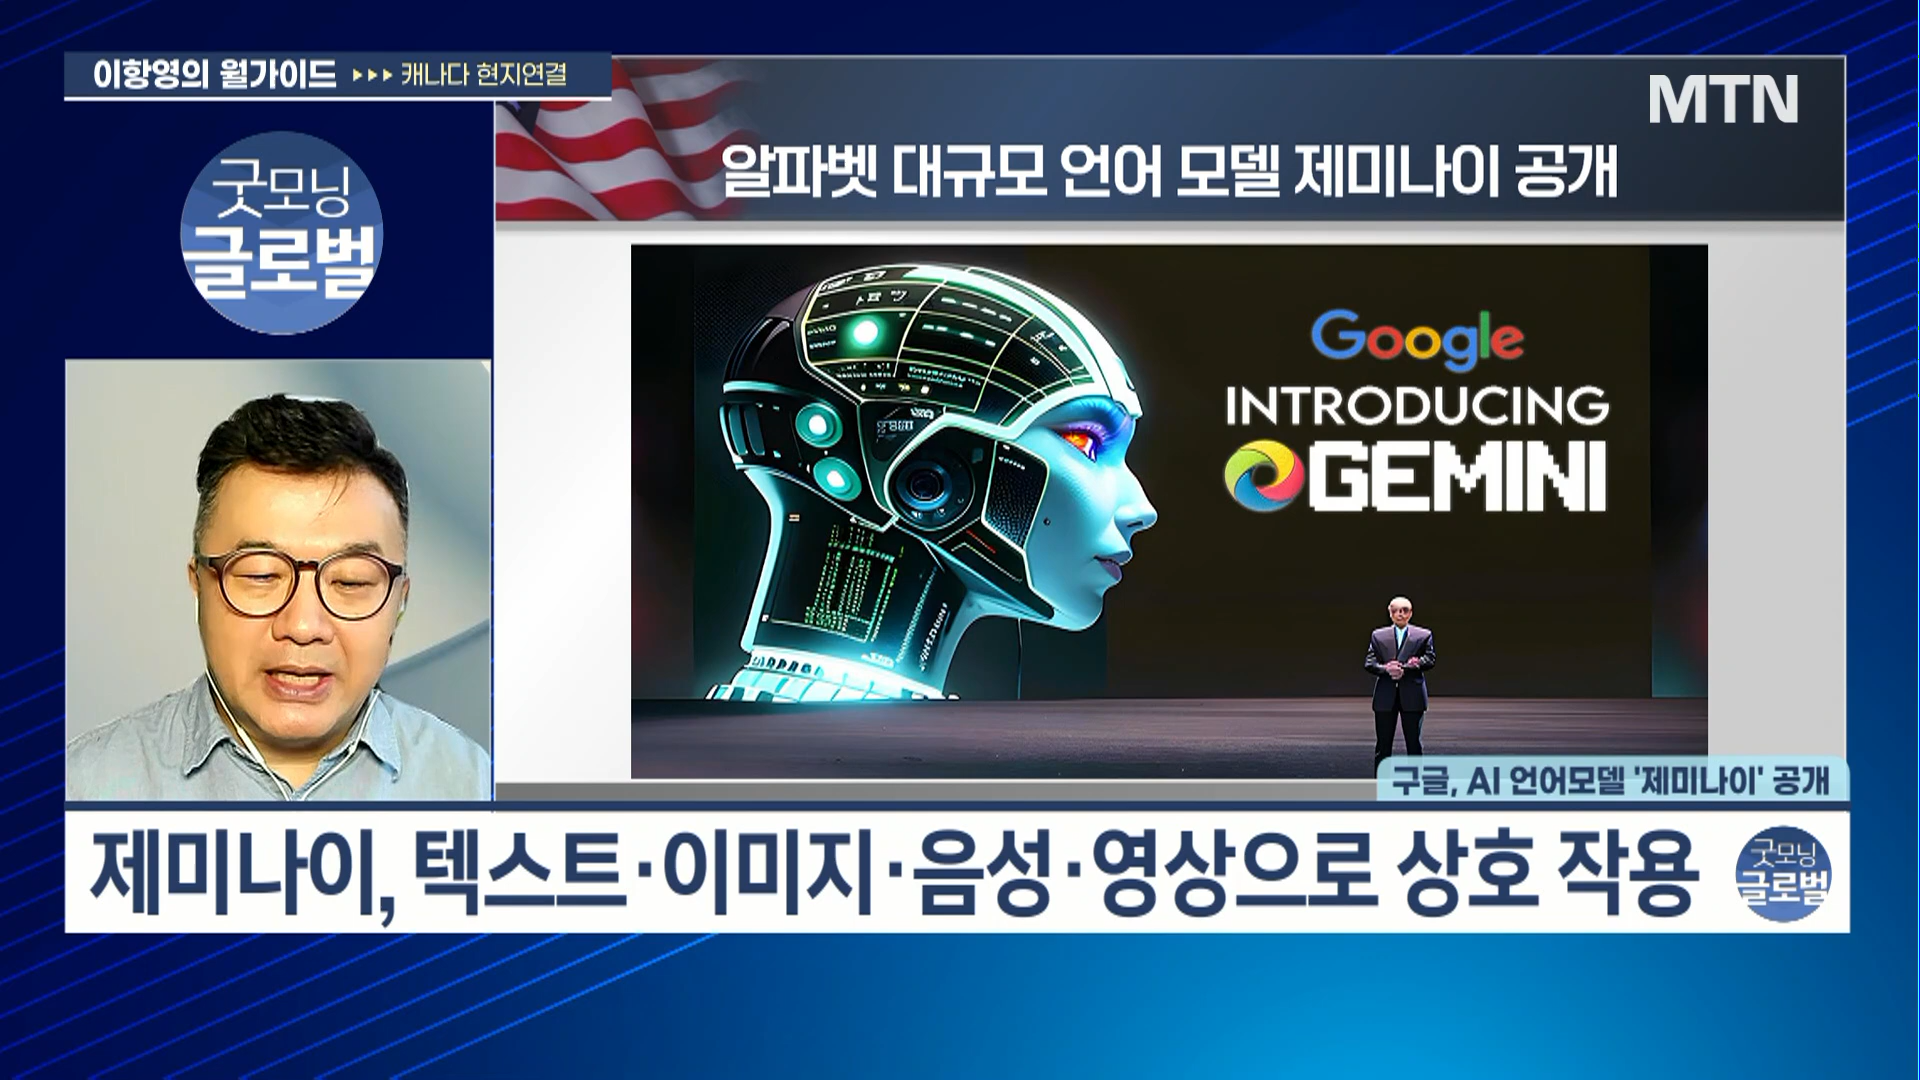 이항영의 월가이드 ▶▶▶ 캐나다 현지연결
MTN
굿모닝
글로벌
알파벳 대규모 언어 모델 제미나이 공개
Google
INTRODUCING
GEMINI
구글, AI 언어모델 '제미나이' 공개
제미나이, 텍스트·이미지·음성·영상으로 상호 작용
굿모닝
글로벌